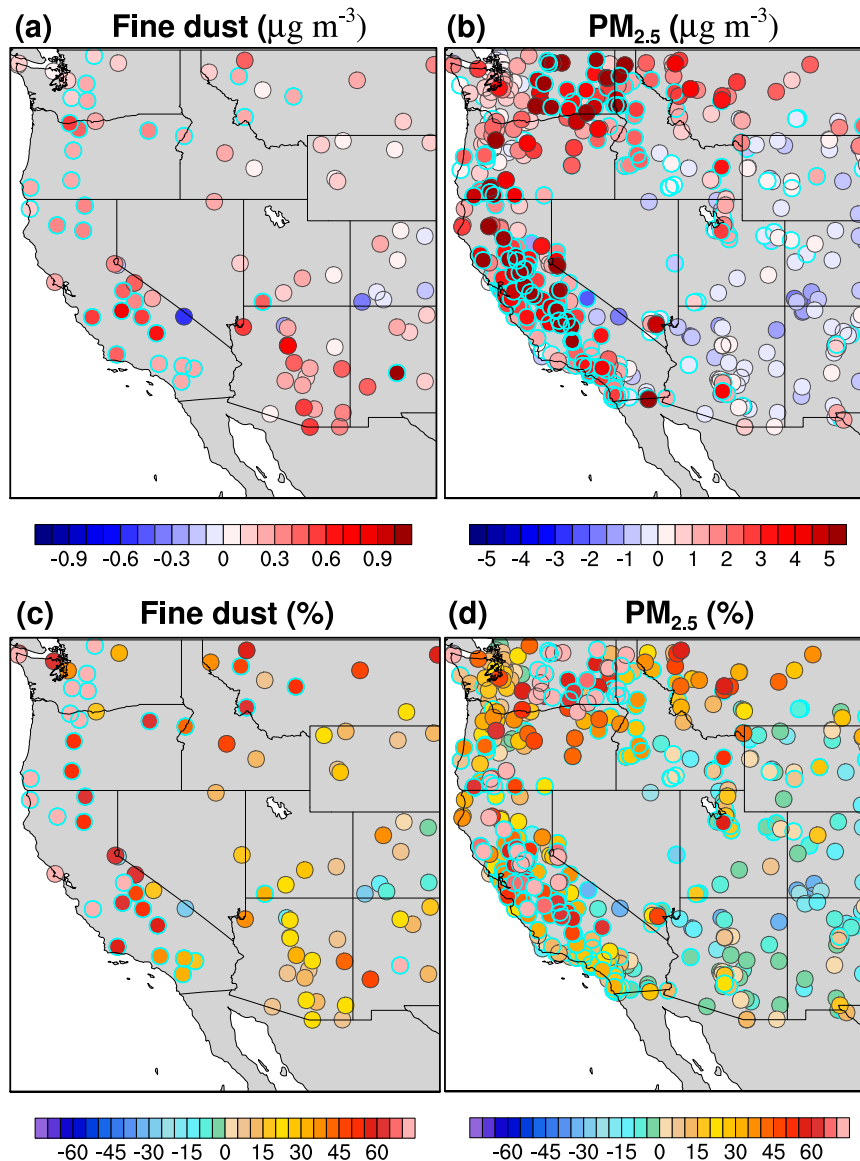 (a) Fine dust (μg m-3)
(b) PM2.5 (μg m-3)
-0.9 -0.6 -0.3 0 0.3 0.6 0.9
-5 -4 -3 -2 -1 0 1 2 3 4 5
(c) Fine dust (%)
(d) PM2.5 (%)
-60 -45 -30 -15 0 15 30 45 60
-60 -45 -30 -15 0 15 30 45 60